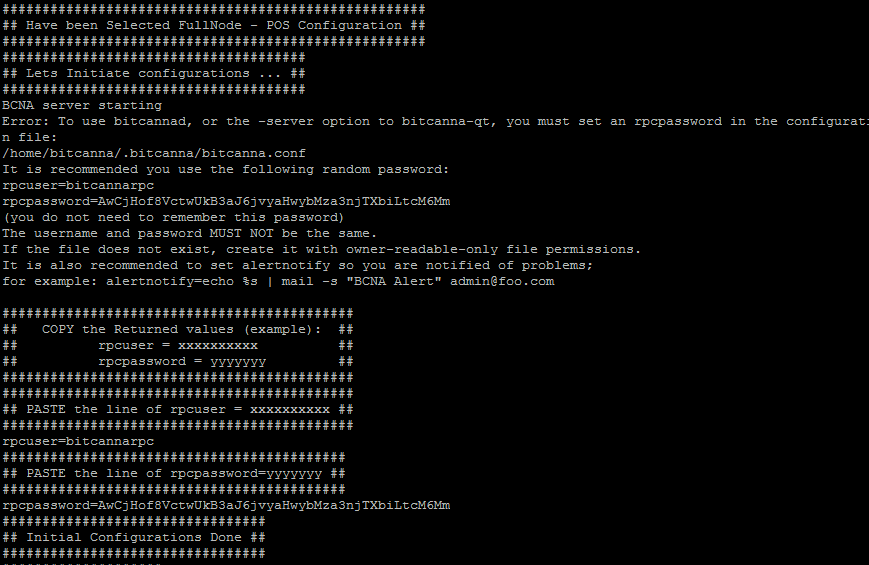 #####################################################
## Have been Selected FullNode - POS Configuration ##
#####################################################
######################################
## Lets Initiate configurations ... ##
######################################
BCNA server starting
Error: To use bitcannad, or the -server option to bitcanna-qt, you must set an rpcpassword in the configuratio
n file:
/home/bitcanna/.bitcanna/bitcanna.conf
It is recommended you use the following random password:
rpcuser=bitcannarpc
rpcpassword=AwCjHof8VctwUkB3aJ6jvyaHwybMza3njTXbiLtcM6Mm
(you do not need to remember this password)
The username and password MUST NOT be the same.
If the file does not exist, create it with owner-readable-only file permissions.
It is also recommended to set alertnotify so you are notified of problems;
for example: alertnotify=echo %s | mail -s "BCNA Alert" admin@foo.com
############################################
##   COPY the Returned values (example):  ##
##          rpcuser = xxxxxxxxxx          ##
##          rpcpassword = yyyyyyy         ##
############################################
############################################
## PASTE the line of rpcuser = xxxxxxxxxx ##
############################################
rpcuser=bitcannarpc
###########################################
## PASTE the line of rpcpassword=yyyyyyy ##
###########################################
rpcpassword=AwCjHof8VctwUkB3aJ6jvyaHwybMza3njTXbiLtcM6Mm
#################################
## Initial Configurations Done ##
#################################